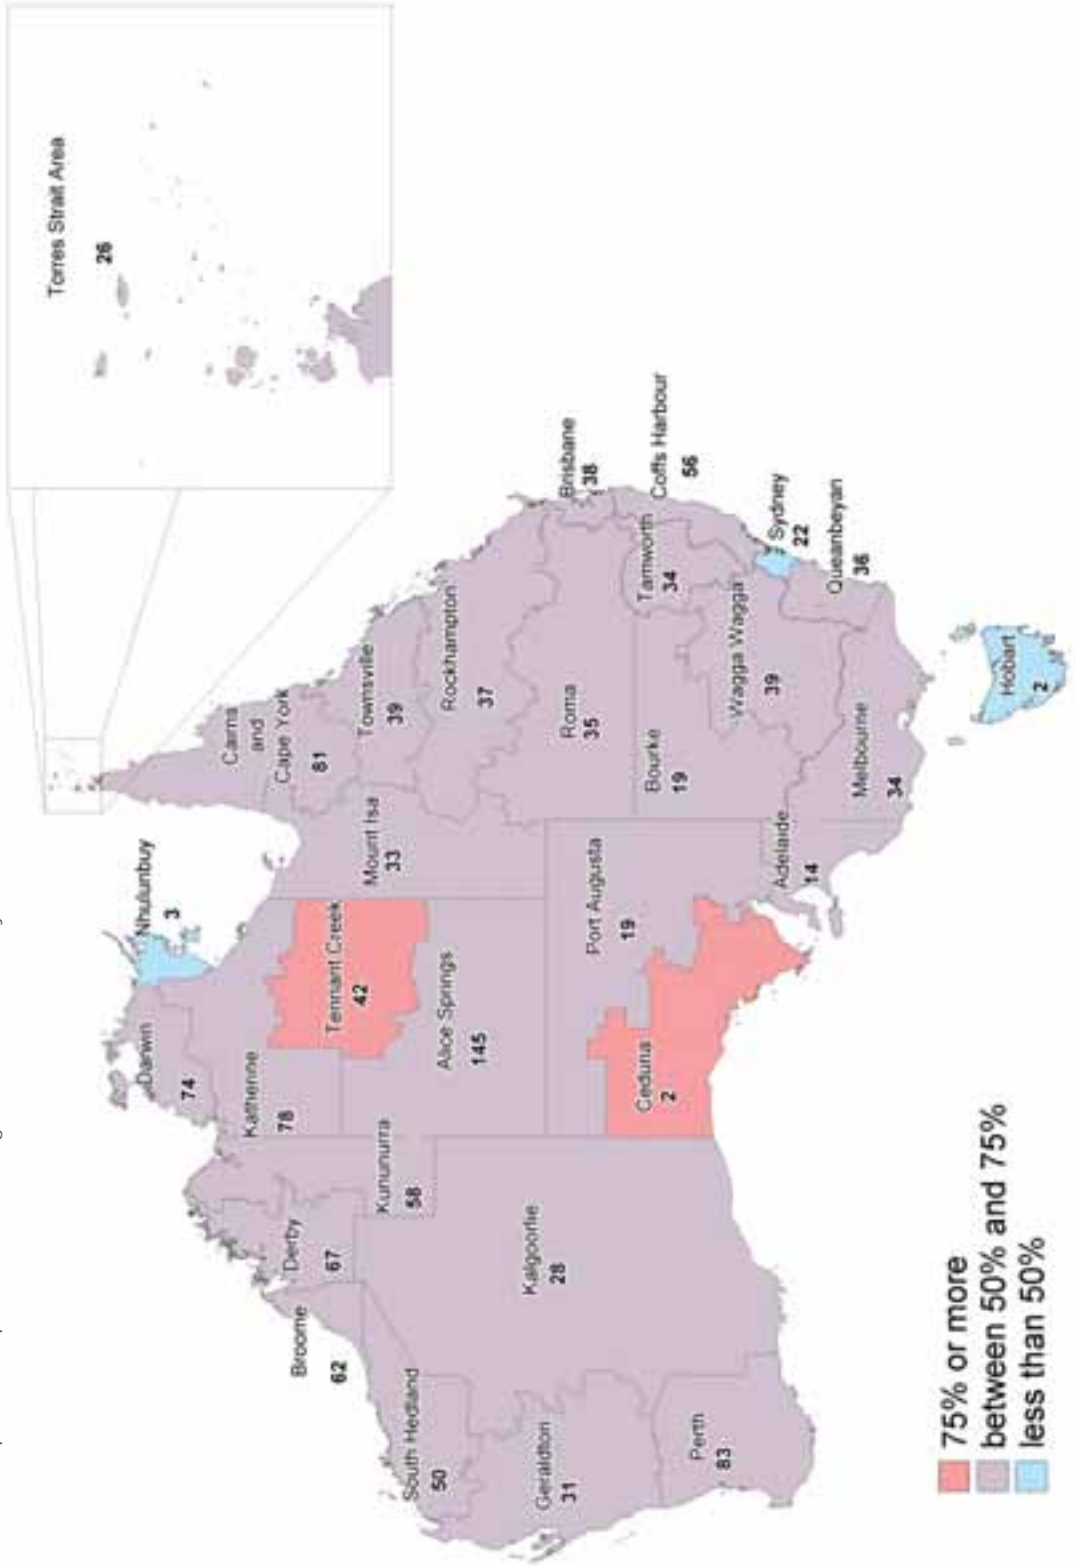 Torres Strait Area
26
Darwin
74
Nhulunbuy
3
Katherine
78
Cairns
and
Cape York
81
Broome
62
Derby
67
Kununurra
58
Tennant Creek
42
Mount Isa
33
Townsville
39
South Hedland
50
Alice Springs
145
Rockhampton
37
Geraldton
31
Kalgoorlie
28
Port Augusta
19
Roma
35
Brisbane
38
Ceduna
2
Bourke
19
Tamworth
34
Coffs Harbour
56
Perth
83
Adelaide
14
Wagga Wagga
39
Sydney
22
Melbourne
34
Queanbeyan
36
Hobart
2
75% or more
between 50% and 75%
less than 50%